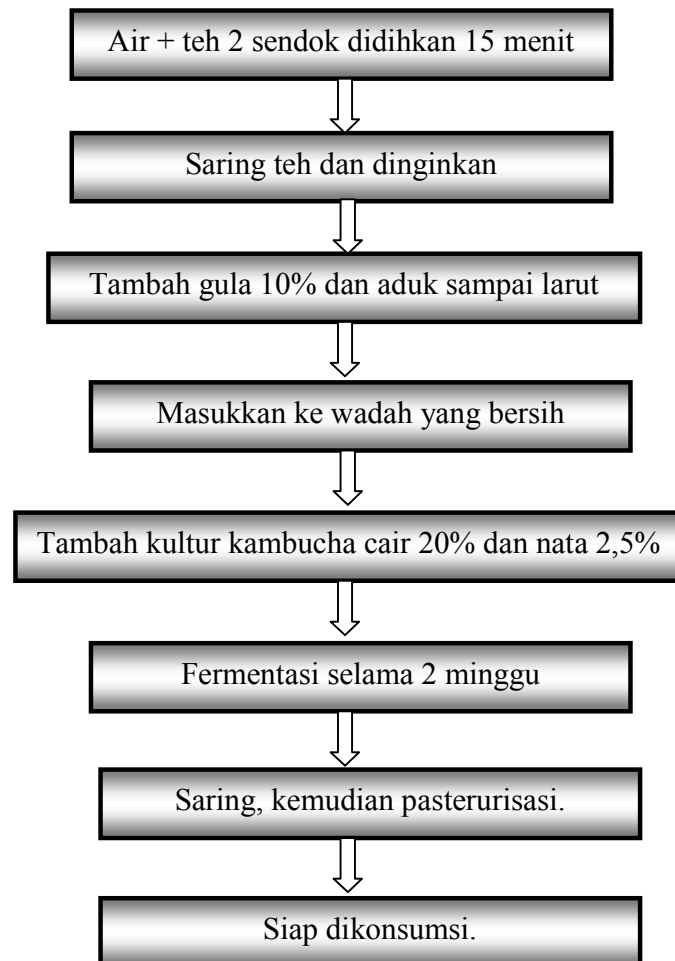 Air + teh 2 sendok didihkan 15 menit
Saring teh dan dinginkan
Tambah gula 10% dan aduk sampai larut
Masukkan ke wadah yang bersih
Tambah kultur kambucha cair 20% dan nata 2,5%
Fermentasi selama 2 minggu
Saring, kemudian pasterurisasi.
Siap dikonsumsi.